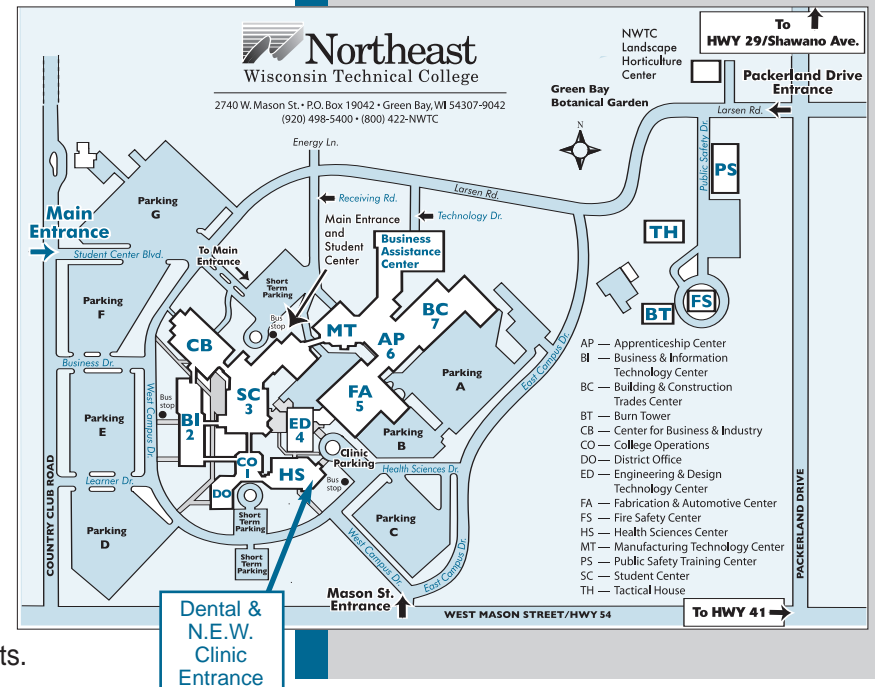 Northeast
Wisconsin Technical College
2740 W. Mason St. • P.O. Box 19042 • Green Bay, WI 54307-9042
(920) 498-5400 • (800) 422-NWTC
NWTC
Landscape
Horticulture
Center
To
HWY 29/Shawano Ave.
Packerland Drive
Entrance
Green Bay
Botanical Garden
Larsen Rd.
N
Energy Ln.
Public Safety Dr.
PS
Larsen Rd.
Receiving Rd.
Technology Dr.
Parking
G
Main
Entrance
Student Center Blvd.
To Main
Entrance
Main Entrance
and
Student
Center
Business
Assistance
Center
TH
Short
Term
Parking
Parking
F
Bus
stop
BC
7
MT
AP
6
CB
BT
FS
Business Dr.
West Campus Dr.
Bus
stop
SC
3
FA
5
Parking
A
East Campus Dr.
Parking
E
BI
2
ED
4
Parking
B
Clinic
Parking
CO
1
HS
DO
Bus
stop
Health Sciences Dr.
Learner Dr.
Short
Term
Parking
Parking
D
Parking
C
Short
Term
Parking
West Campus Dr.
East Campus Dr.
COUNTRY CLUB ROAD
PACKERLAND DRIVE
AP — Apprenticeship Center
BI — Business & Information
Technology Center
BC — Building & Construction
Trades Center
BT — Burn Tower
CB — Center for Business & Industry
CO — College Operations
DO — District Office
ED — Engineering & Design
Technology Center
FA — Fabrication & Automotive Center
FS — Fire Safety Center
HS — Health Sciences Center
MT — Manufacturing Technology Center
PS — Public Safety Training Center
SC — Student Center
TH — Tactical House
Mason St.
Entrance
WEST MASON STREET/HWY 54
To HWY 41
Dental &
N.E.W.
Clinic
Entrance
ts.